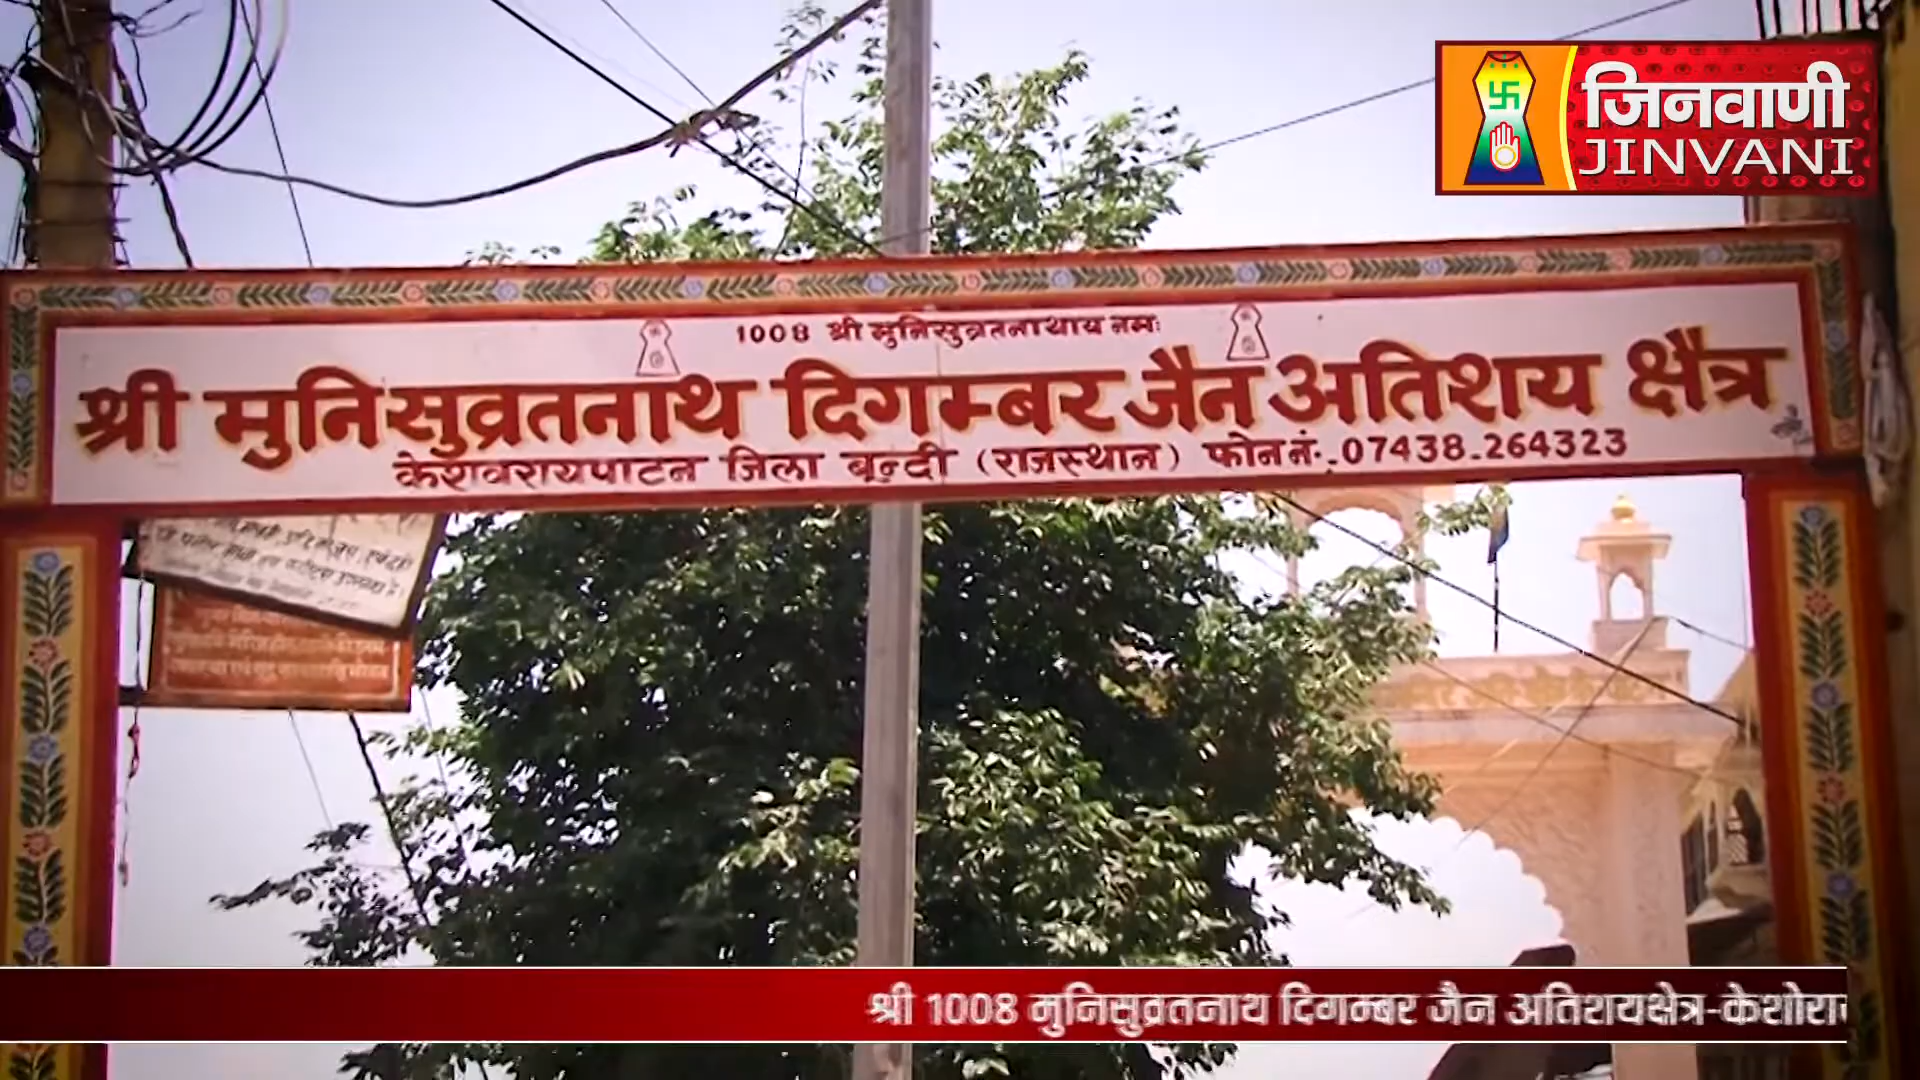 जिनवाणी
JINVANI
1008 श्री मुनिसुव्रतनाथाय नमः
श्री मुनिसुव्रतनाथ दिगम्बर जैन अतिशय क्षैत्र
केशवरायपाटन जिला बून्दी (राजस्थान) फोन नं.-07438-264323
श्री 1008 मुनिसुव्रतनाथ दिगम्बर जैन अतिशयक्षेत्र-केशोरा